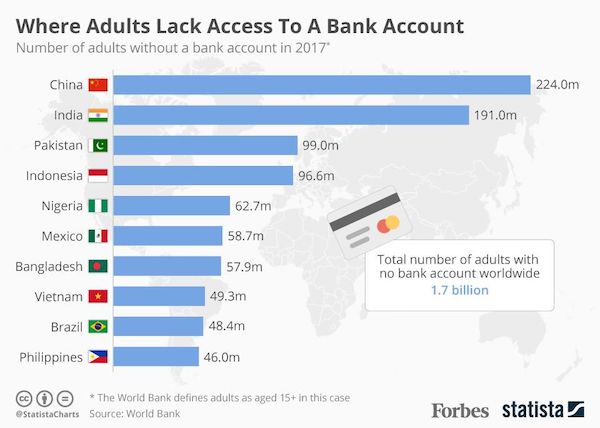 Where Adults Lack Access To A Bank Account
Number of adults without a bank account in 2017*
China 224.0m
India 191.0m
Pakistan 99.0m
Indonesia 96.6m
Nigeria 62.7m
Mexico 58.7m
Bangladesh 57.9m
Vietnam 49.3m
Brazil 48.4m
Philippines 46.0m
Total number of adults with
no bank account worldwide
1.7 billion
* The World Bank defines adults as aged 15+ in this case
@StatistaCharts Source: World Bank
Forbes statista